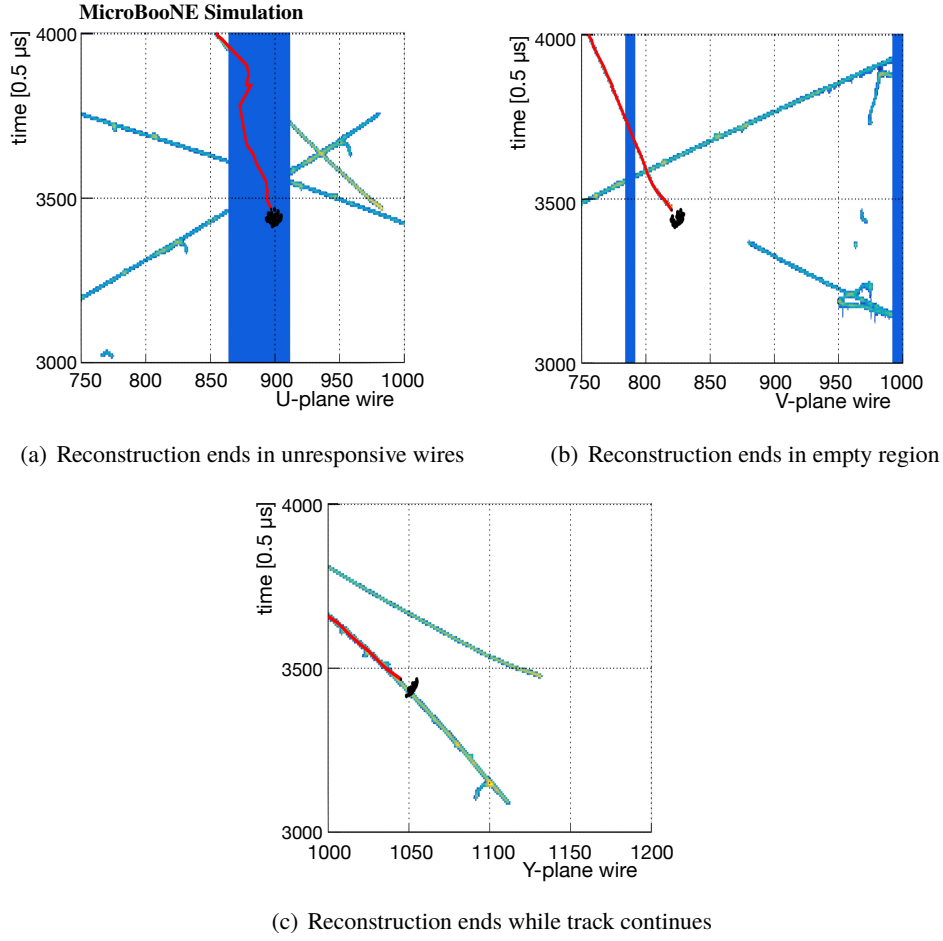 MicroBooNE Simulation
time [0.5 µs]
4000
3500
3000
750 800 850 900 950 1000
U-plane wire
(a) Reconstruction ends in unresponsive wires
time [0.5 µs]
4000
3500
3000
750 800 850 900 950 1000
V-plane wire
(b) Reconstruction ends in empty region
time [0.5 µs]
4000
3500
3000
1000 1050 1100 1150 1200
Y-plane wire
(c) Reconstruction ends while track continues